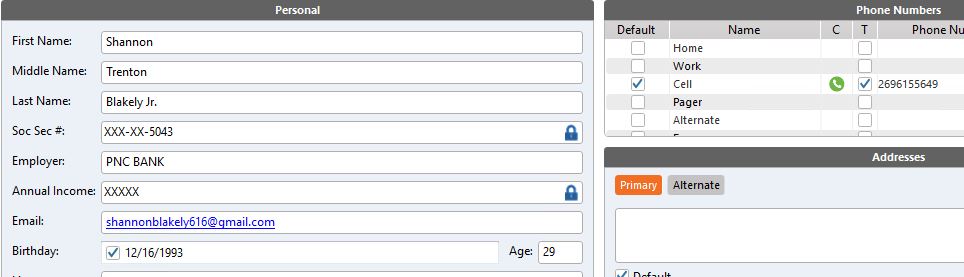 Personal
First Name: Shannon
Middle Name: Trenton
Last Name: Blakely Jr.
Soc Sec #: XXX-XX-5043
Employer: PNC BANK
Annual Income: XXXXX
Email: shannonblakely616@gmail.com
Birthday: 12/16/1993 Age: 29
Phone Numbers
Default Name C T Phone Nu
Home
Work
Cell 2696155649
Pager
Alternate
Addresses
Primary Alternate
Default